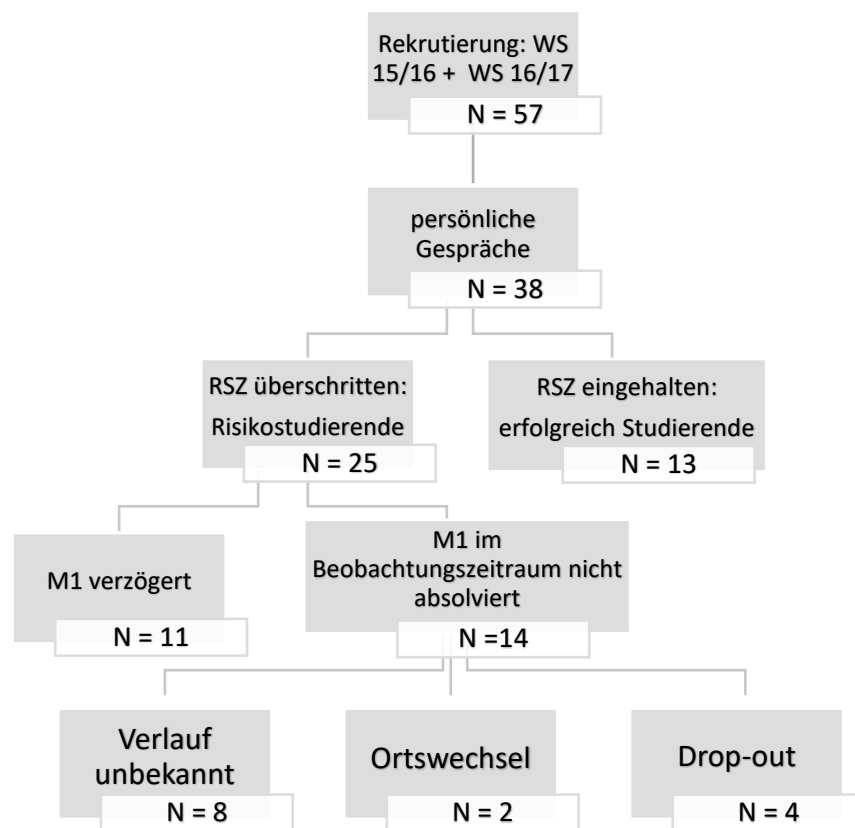 Rekrutierung: WS
15/16 + WS 16/17
N = 57
persönliche
Gespräche
N = 38
RSZ überschritten:
Risikostudierende
N = 25
RSZ eingehalten:
erfolgreich Studierende
N = 13
M1 verzögert
N = 11
M1 im
Beobachtungszeitraum nicht
absolviert
N =14
Verlauf
unbekannt
N = 8
Ortswechsel
N = 2
Drop-out
N = 4